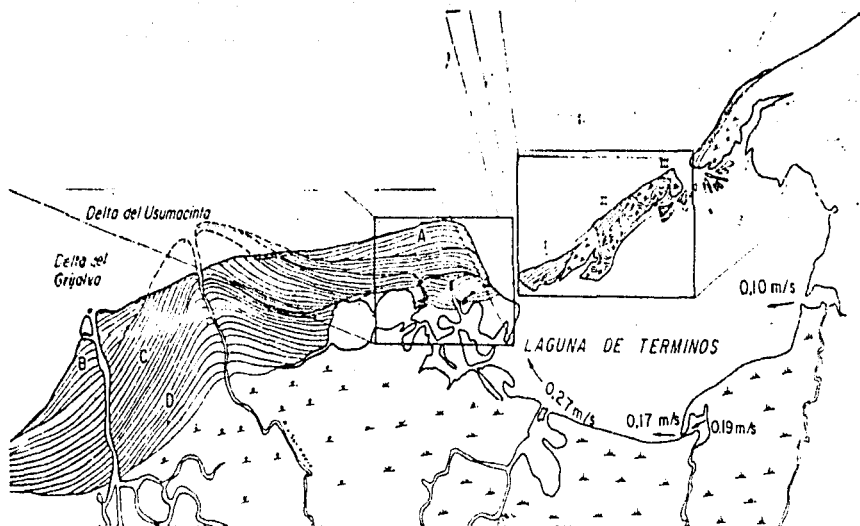 Delta del Usumacinta
Delta del
Grijalva
A
B
C
D
I
II
III
LAGUNA DE TERMINOS
0,10 m/s
0,27 m/s
0,17 m/s
0,19 m/s